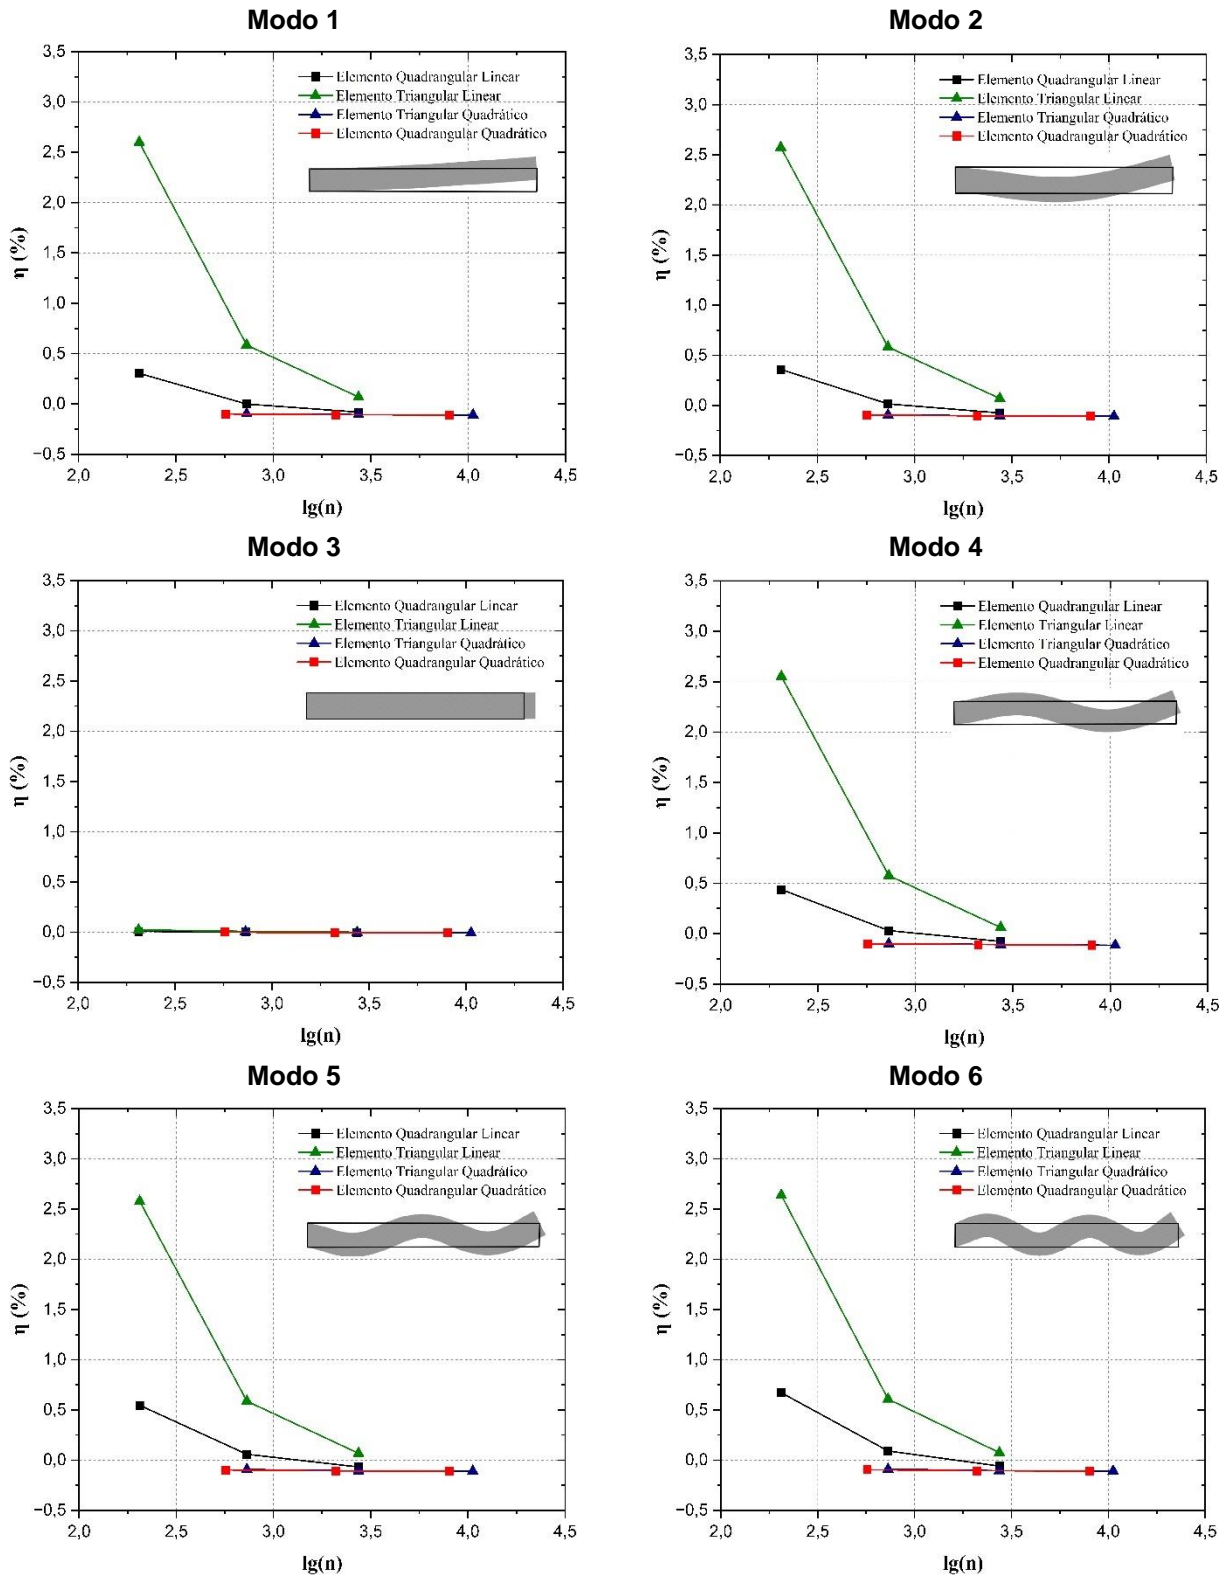 Modo 1
3,5
3,0
2,5
2,0
1,5
1,0
0,5
0,0
−0,5
2,0 2,5 3,0 3,5 4,0 4,5
η (%)
lg(n)
Elemento Quadrangular Linear
Elemento Triangular Linear
Elemento Triangular Quadrático
Elemento Quadrangular Quadrático
Modo 2
3,5
3,0
2,5
2,0
1,5
1,0
0,5
0,0
−0,5
2,0 2,5 3,0 3,5 4,0 4,5
η (%)
lg(n)
Elemento Quadrangular Linear
Elemento Triangular Linear
Elemento Triangular Quadrático
Elemento Quadrangular Quadrático
Modo 3
3,5
3,0
2,5
2,0
1,5
1,0
0,5
0,0
−0,5
2,0 2,5 3,0 3,5 4,0 4,5
η (%)
lg(n)
Elemento Quadrangular Linear
Elemento Triangular Linear
Elemento Triangular Quadrático
Elemento Quadrangular Quadrático
Modo 4
3,5
3,0
2,5
2,0
1,5
1,0
0,5
0,0
−0,5
2,0 2,5 3,0 3,5 4,0 4,5
η (%)
lg(n)
Elemento Quadrangular Linear
Elemento Triangular Linear
Elemento Triangular Quadrático
Elemento Quadrangular Quadrático
Modo 5
3,5
3,0
2,5
2,0
1,5
1,0
0,5
0,0
−0,5
2,0 2,5 3,0 3,5 4,0 4,5
η (%)
lg(n)
Elemento Quadrangular Linear
Elemento Triangular Linear
Elemento Triangular Quadrático
Elemento Quadrangular Quadrático
Modo 6
3,5
3,0
2,5
2,0
1,5
1,0
0,5
0,0
−0,5
2,0 2,5 3,0 3,5 4,0 4,5
η (%)
lg(n)
Elemento Quadrangular Linear
Elemento Triangular Linear
Elemento Triangular Quadrático
Elemento Quadrangular Quadrático